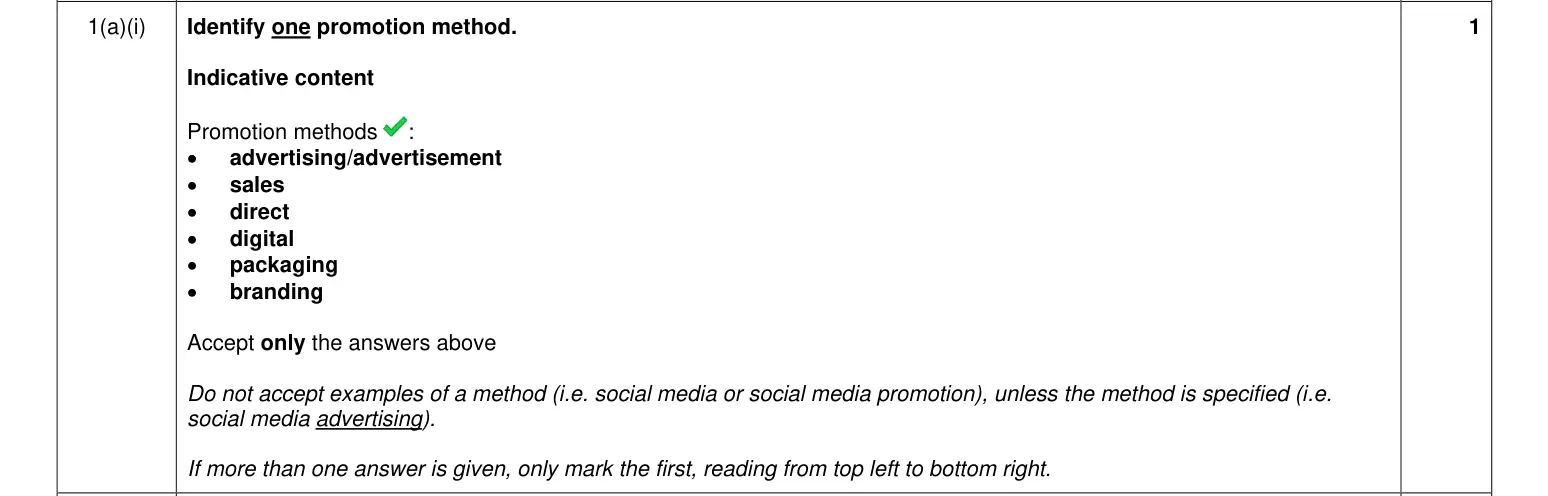 1(a)(i) Identify one promotion method. 1
Indicative content
Promotion methods ✔:
• advertising/advertisement
• sales
• direct
• digital
• packaging
• branding
Accept only the answers above
Do not accept examples of a method (i.e. social media or social media promotion), unless the method is specified (i.e.
social media advertising).
If more than one answer is given, only mark the first, reading from top left to bottom right.